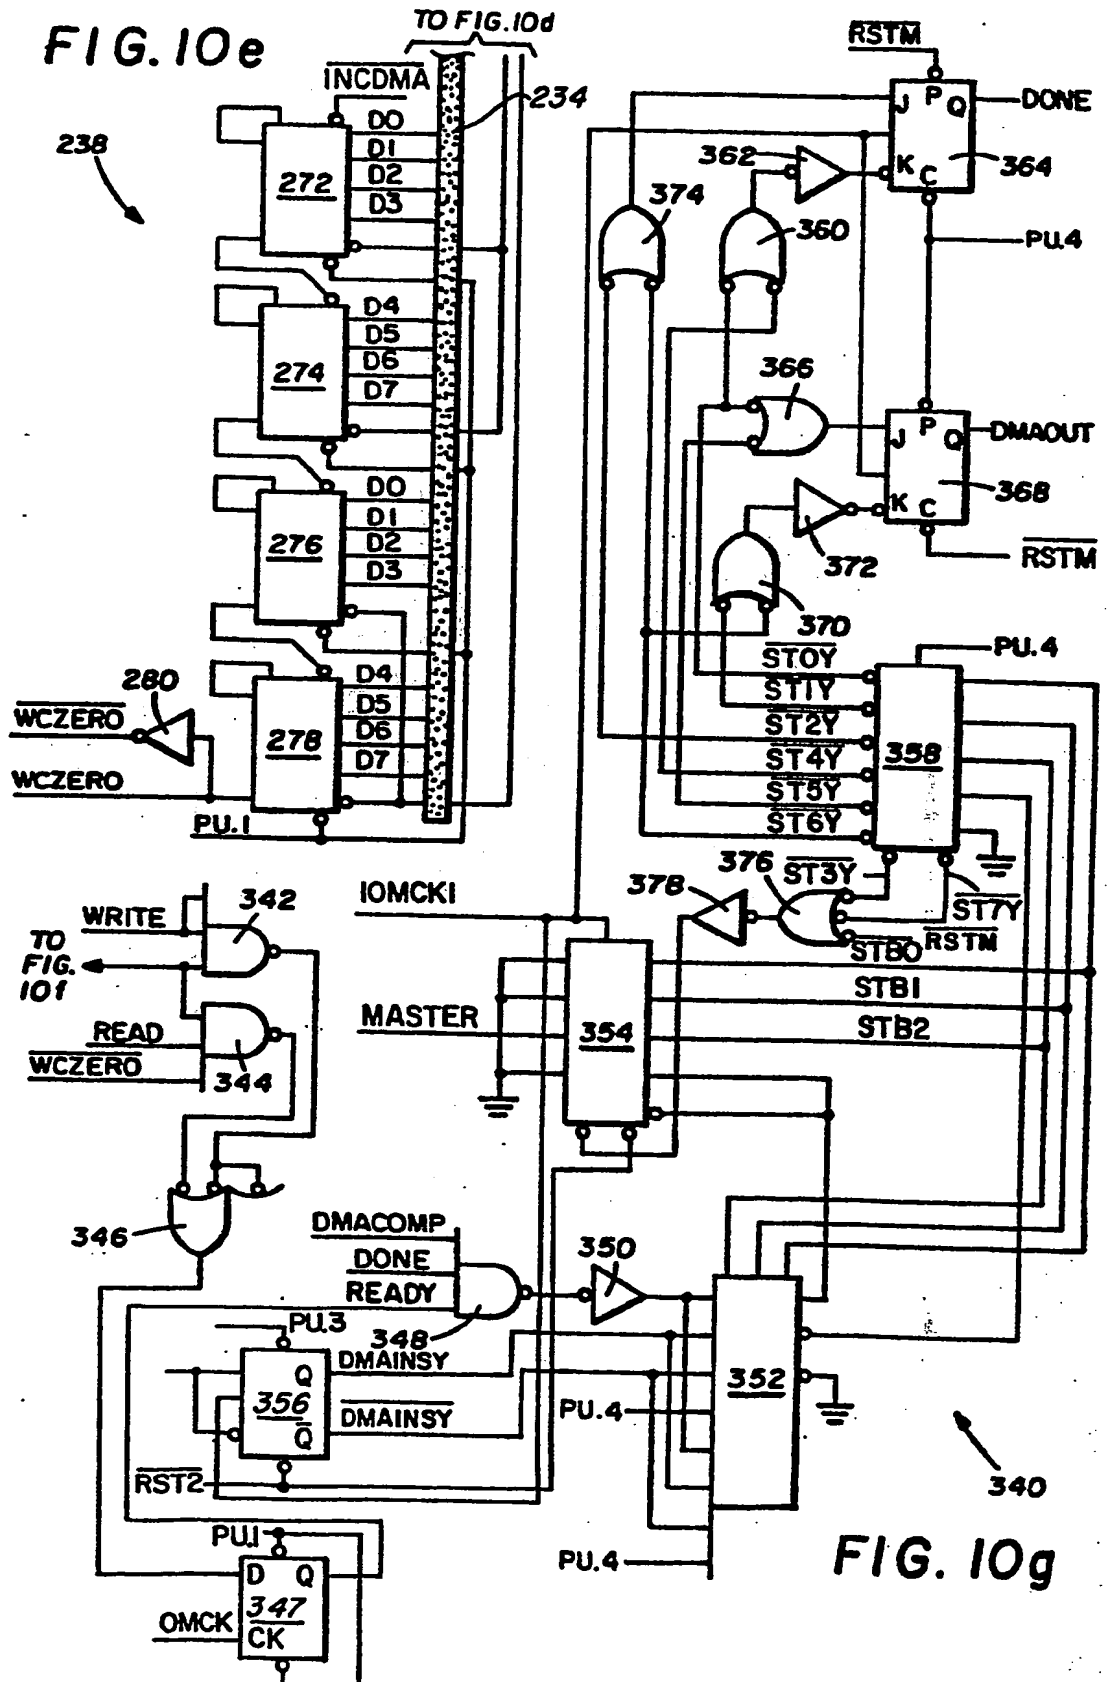 FIG. 10e
TO FIG. 10d
INCDMA
234
238
D0
D1
272
D2
D3
D4
D5
274
D6
D7
D0
D1
276
D2
D3
280
D4
WCZERO
D5
278
D6
WCZERO
D7
PU.1
RSTM
J P Q
DONE
362
K C
364
374
360
PU.4
366
J P Q
DMAOUT
K C
368
372
RSTM
370
ST0Y
PU.4
ST1Y
ST2Y
ST4Y
358
ST5Y
ST6Y
376
ST3Y
378
ST7Y
RSTM
IOMCK1
STB0
STB1
MASTER
354
STB2
WRITE
342
TO
FIG.
10f
READ
WCZERO
344
346
DMACOMP
DONE
350
READY
348
PU.3
DMAINSY
Q
356
352
Q
DMAINSY
PU.4
RST2
340
PU.1
PU.4
FIG. 10g
D Q
347
OMCK
CK